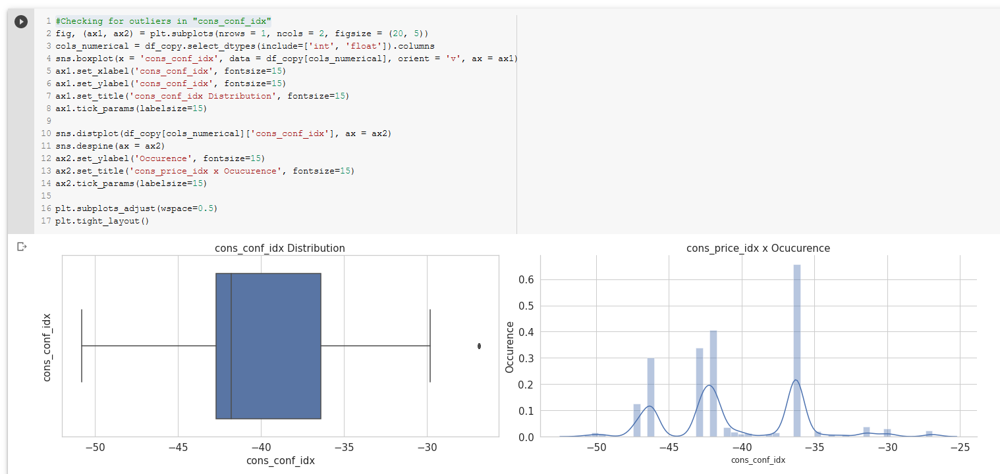 1 #Checking for outliers in "cons_conf_idx"
2 fig, (ax1, ax2) = plt.subplots(nrows = 1, ncols = 2, figsize = (20, 5))
3 cols_numerical = df_copy.select_dtypes(include=['int', 'float']).columns
4 sns.boxplot(x = 'cons_conf_idx', data = df_copy[cols_numerical], orient = 'v', ax = ax1)
5 ax1.set_xlabel('cons_conf_idx', fontsize=15)
6 ax1.set_ylabel('cons_conf_idx', fontsize=15)
7 ax1.set_title('cons_conf_idx Distribution', fontsize=15)
8 ax1.tick_params(labelsize=15)
9
10 sns.distplot(df_copy[cols_numerical]['cons_conf_idx'], ax = ax2)
11 sns.despine(ax = ax2)
12 ax2.set_ylabel('Occurence', fontsize=15)
13 ax2.set_title('cons_price_idx x Ocucurence', fontsize=15)
14 ax2.tick_params(labelsize=15)
15
16 plt.subplots_adjust(wspace=0.5)
17 plt.tight_layout()
cons_conf_idx Distribution
cons_conf_idx
−50 −45 −40 −35 −30
cons_conf_idx
cons_price_idx x Ocucurence
Occurence
0.6
0.5
0.4
0.3
0.2
0.1
0.0
−50 −45 −40 −35 −30 −25
cons_conf_idx